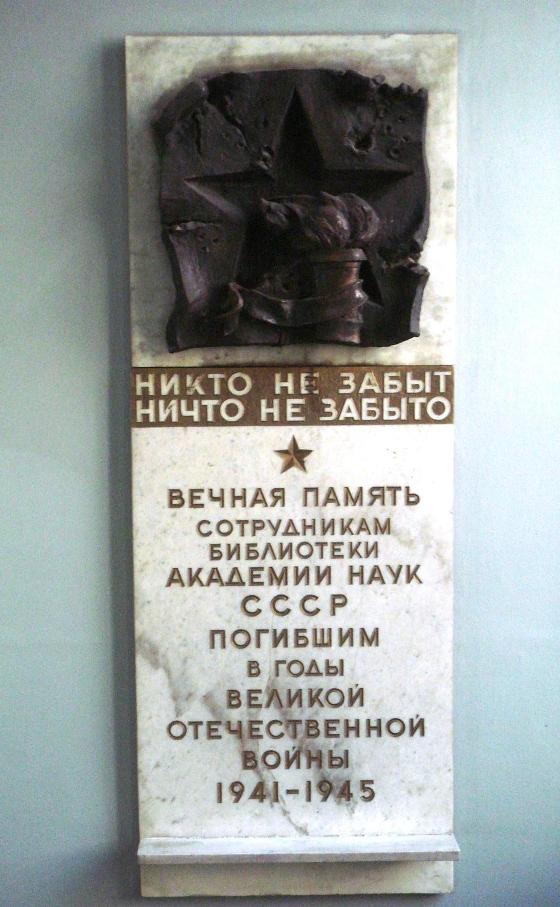 НИКТО НЕ ЗАБЫТ
НИЧТО НЕ ЗАБЫТО
ВЕЧНАЯ ПАМЯТЬ
СОТРУДНИКАМ
БИБЛИОТЕКИ
АКАДЕМИИ НАУК
СССР
ПОГИБШИМ
В ГОДЫ
ВЕЛИКОЙ
ОТЕЧЕСТВЕННОЙ
ВОЙНЫ
1941-1945